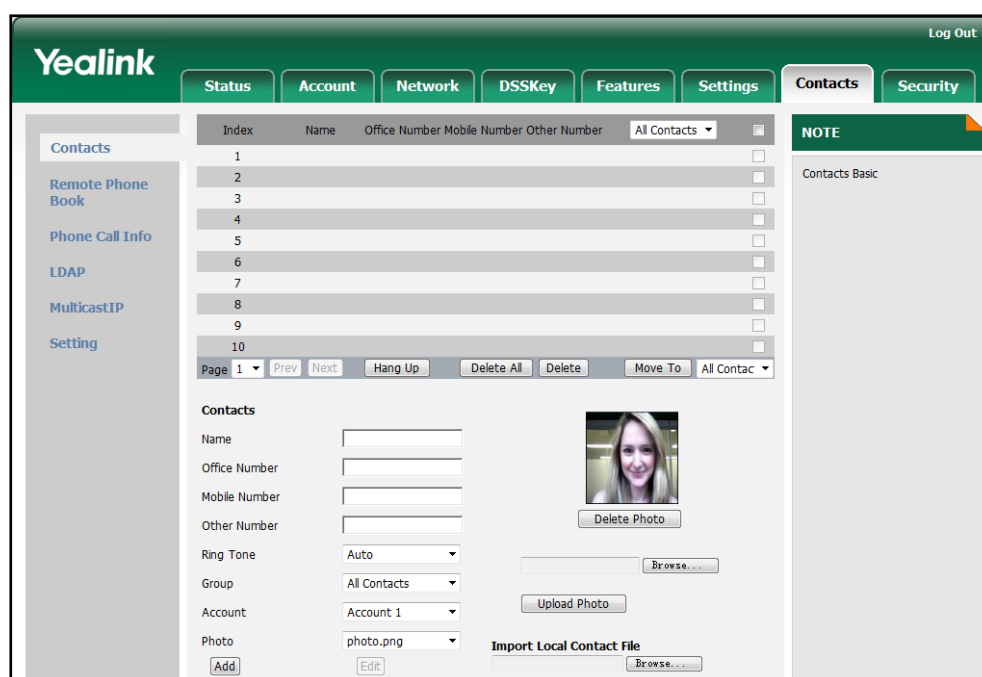 Log Out
Yealink
Status Account Network DSSKey Features Settings Contacts Security
Contacts
Remote Phone
Book
Phone Call Info
LDAP
MulticastIP
Setting
Index Name Office Number Mobile Number Other Number All Contacts
1
2
3
4
5
6
7
8
9
10
Page 1 Prev Next Hang Up Delete All Delete Move To All Contac
Contacts
Name
Office Number
Mobile Number
Other Number
Ring Tone Auto
Group All Contacts
Account Account 1
Photo photo.png
Add Edit
Delete Photo
Browse...
Upload Photo
Import Local Contact File
Browse...
NOTE
Contacts Basic